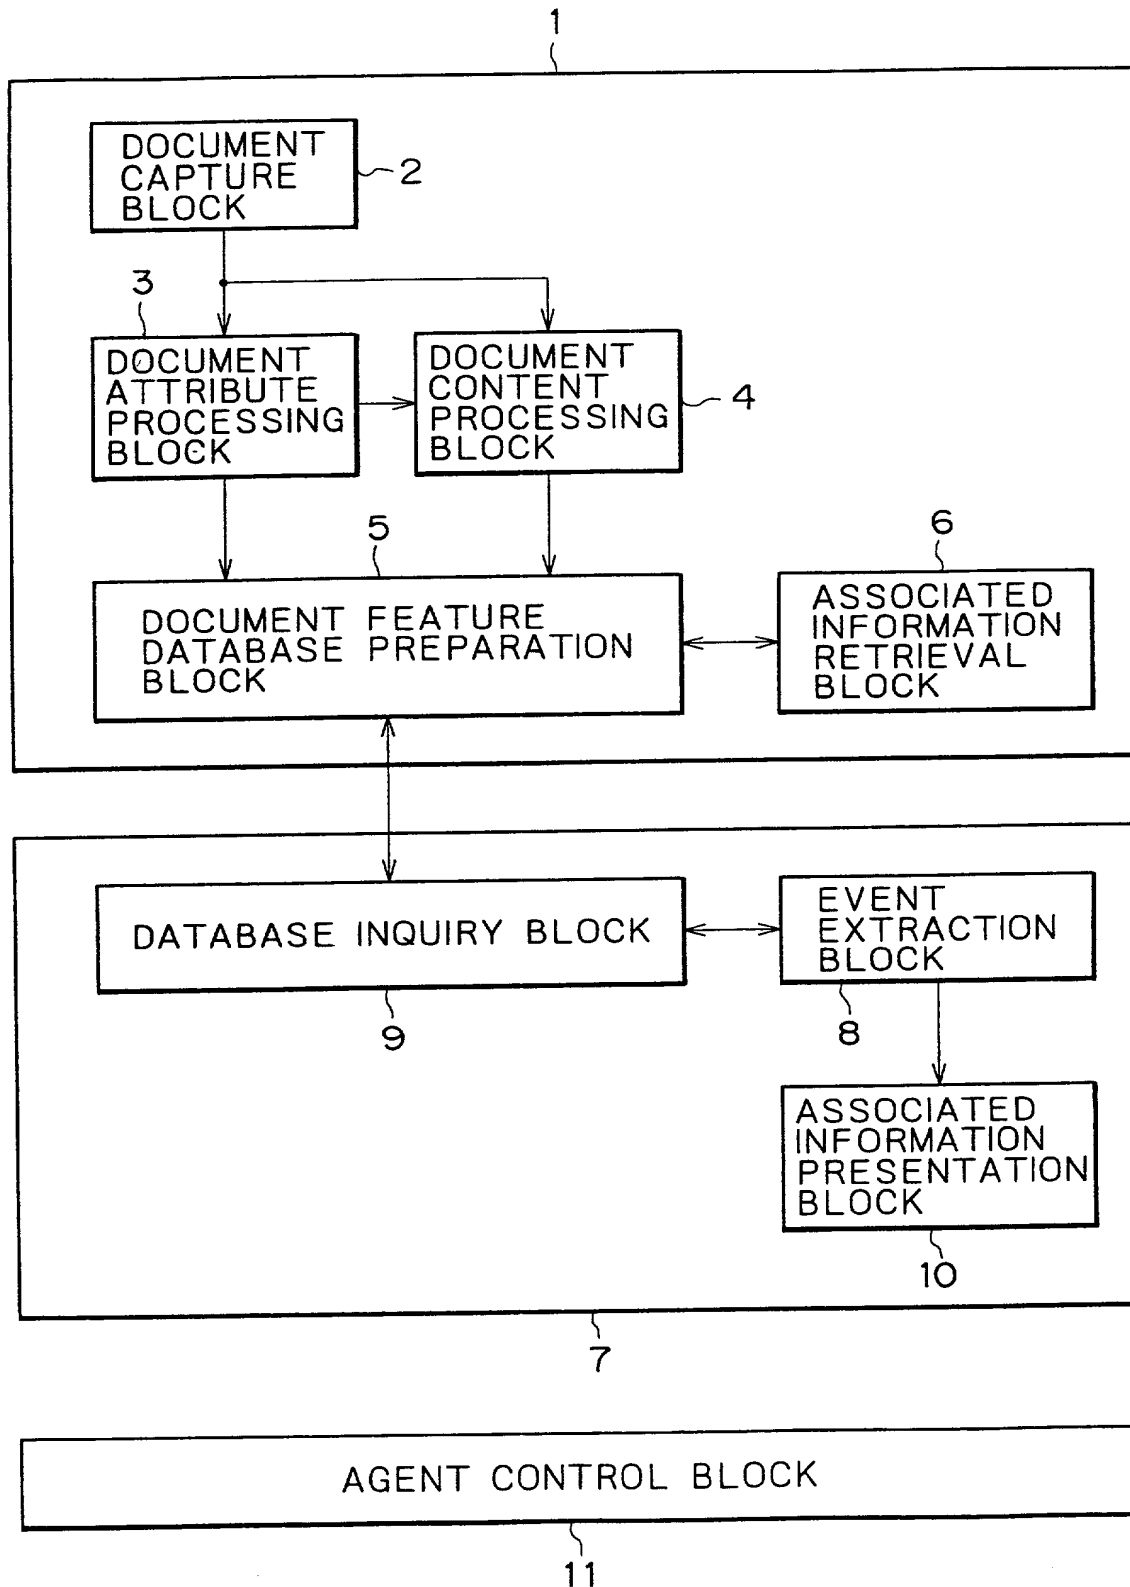 1
DOCUMENT
CAPTURE
BLOCK
2
3
DOCUMENT
ATTRIBUTE
PROCESSING
BLOCK
DOCUMENT
CONTENT
PROCESSING
BLOCK
4
5
DOCUMENT FEATURE
DATABASE PREPARATION
BLOCK
6
ASSOCIATED
INFORMATION
RETRIEVAL
BLOCK
DATABASE INQUIRY BLOCK
9
EVENT
EXTRACTION
BLOCK
8
ASSOCIATED
INFORMATION
PRESENTATION
BLOCK
10
7
AGENT CONTROL BLOCK
11